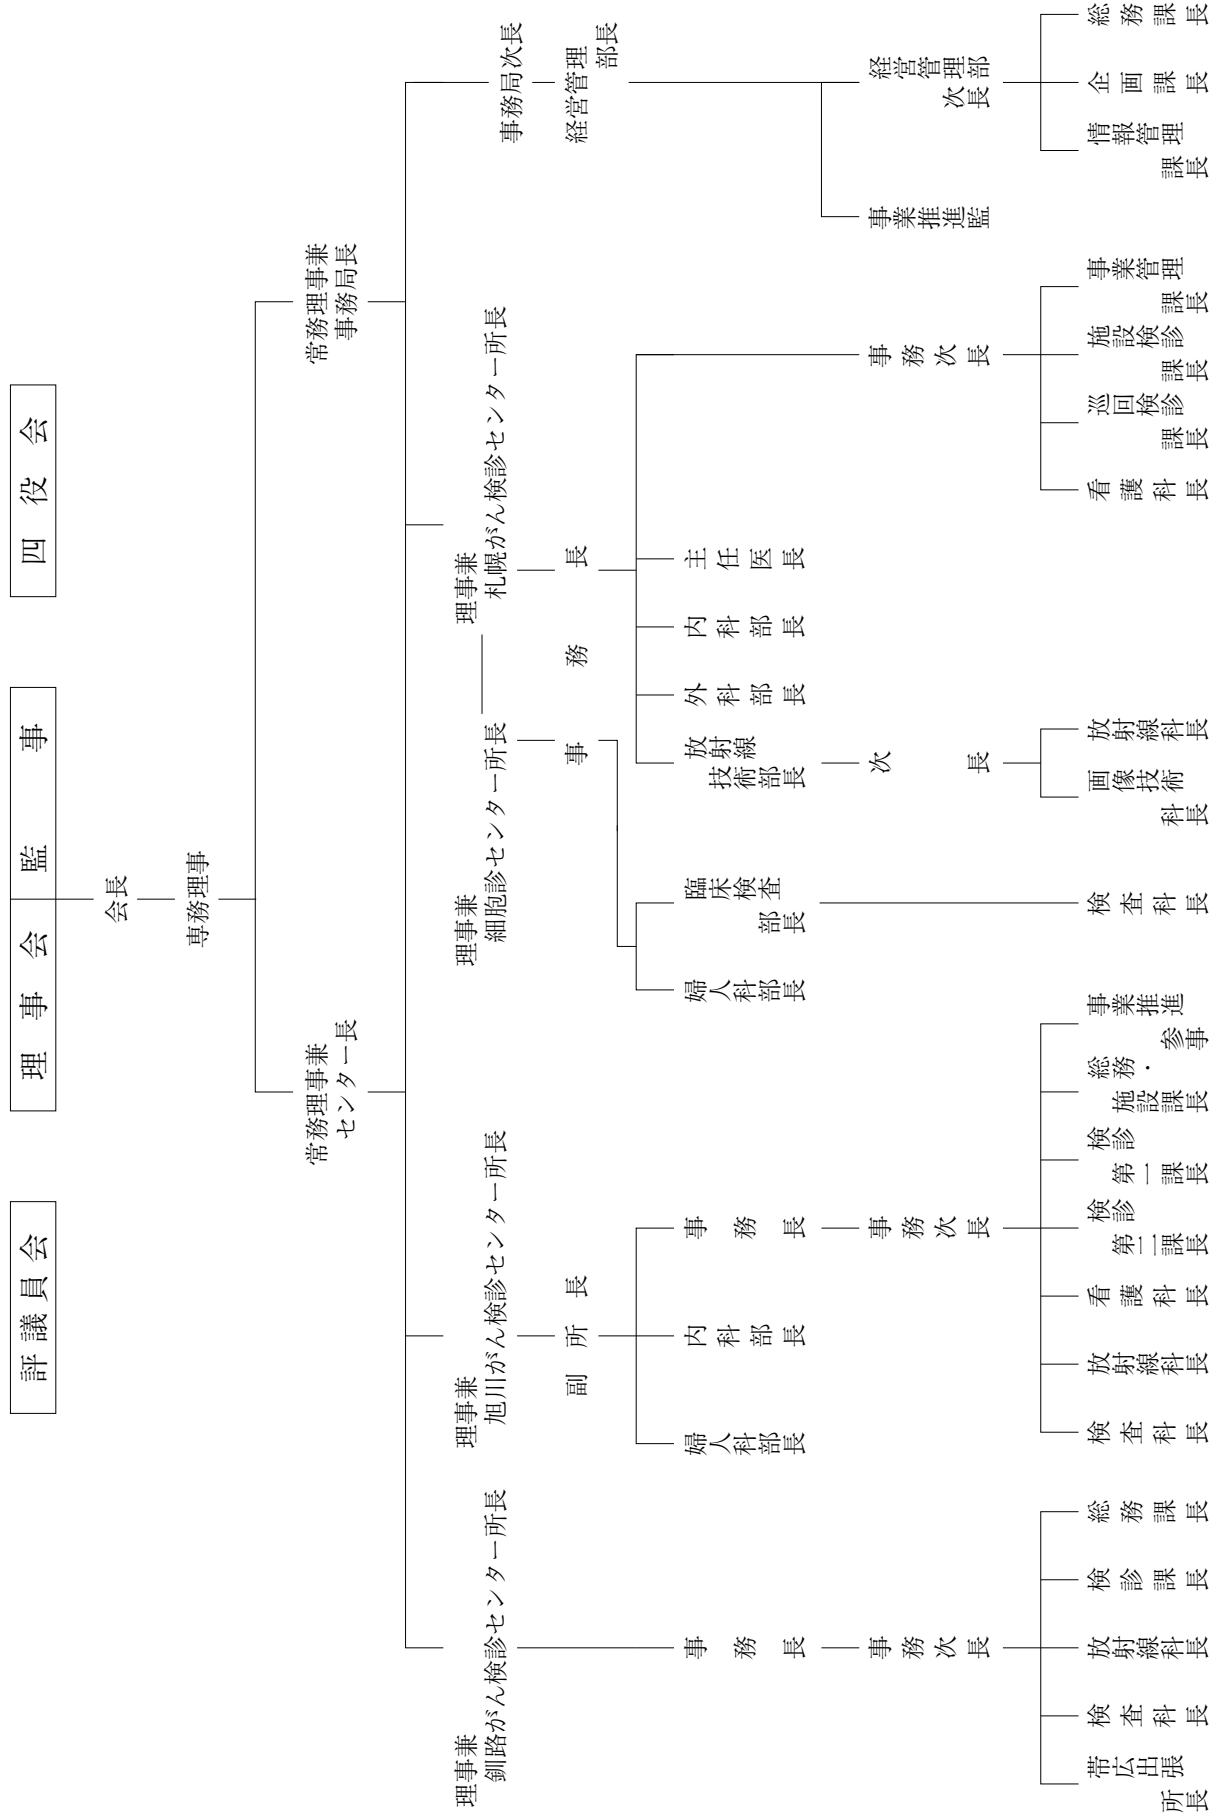 評議員会
理事会
監事
四役会
会長
専務理事
常務理事兼
センター長
常務理事兼
事務局長
理事兼
釧路がん検診センター所長
理事兼
旭川がん検診センター所長
理事兼
細胞診センター所長
理事兼
札幌がん検診センター所長
事務局次長
副所長
事務長
経営管理
部長
事務長
婦人科部長
内科部長
事務長
婦人科部長
臨床検査
部長
放射線
技術部長
外科部長
内科部長
主任医長
事務次長
事務次長
次長
事務次長
事業推進監
経営管理部
次長
帯広出張
所長
検査科長
放射線科長
検診課長
総務課長
検査科長
放射線科長
看護科長
検診
第二課長
検診
第一課長
総務・
施設課長
事業推進
参事
検査科長
画像技術
科長
放射線科長
看護科長
巡回検診
課長
施設検診
課長
事業管理
課長
情報管理
課長
企画課長
総務課長